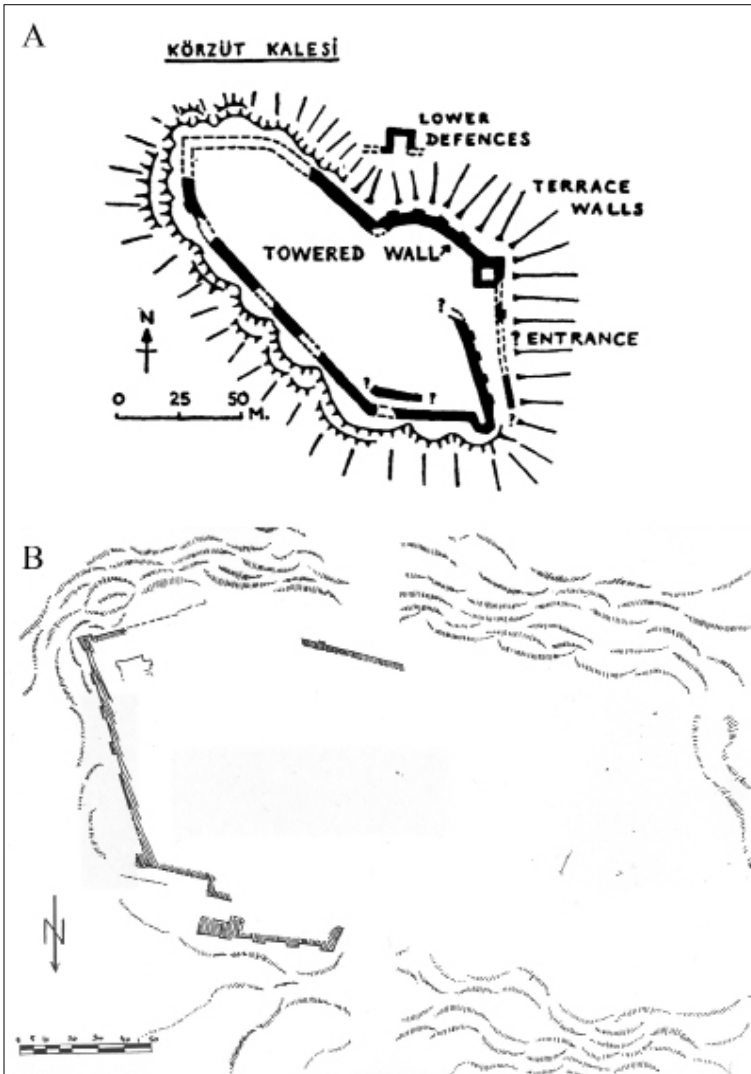 A
KÖRZÜT KALESİ
LOWER
DEFENCES
TERRACE
WALLS
TOWERED WALL
N
?
? ENTRANCE
0 25 50
M.
? ?
?
B
N